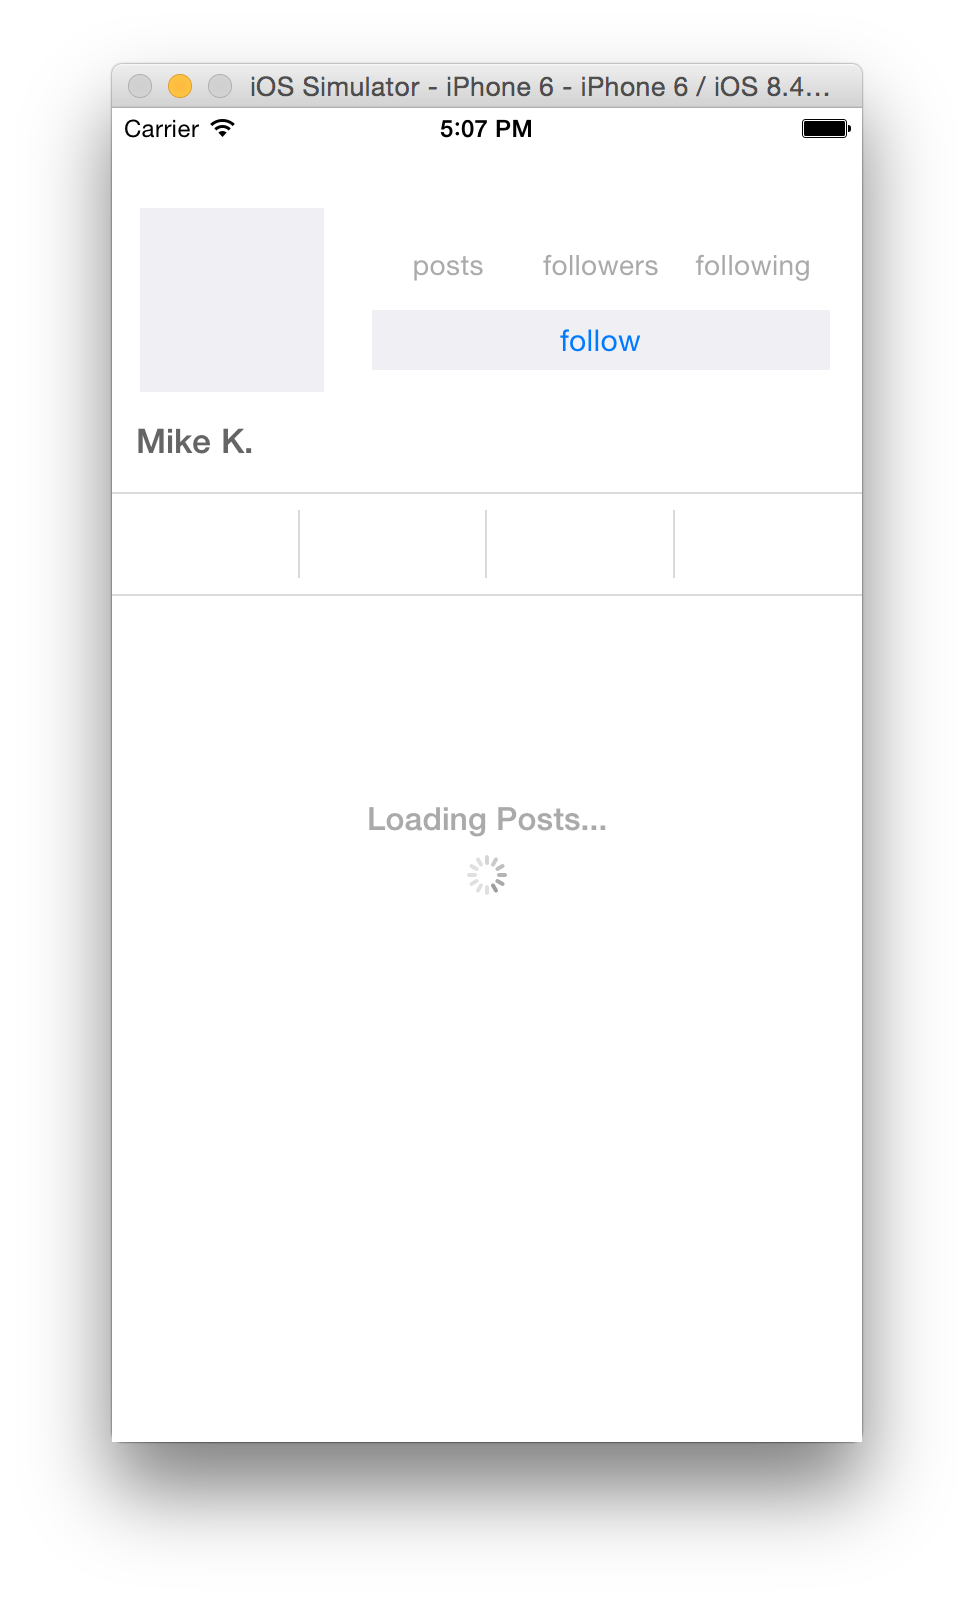 iOS Simulator - iPhone 6 - iPhone 6 / iOS 8.4...
Carrier 5:07 PM
posts followers following
follow
Mike K.
Loading Posts...